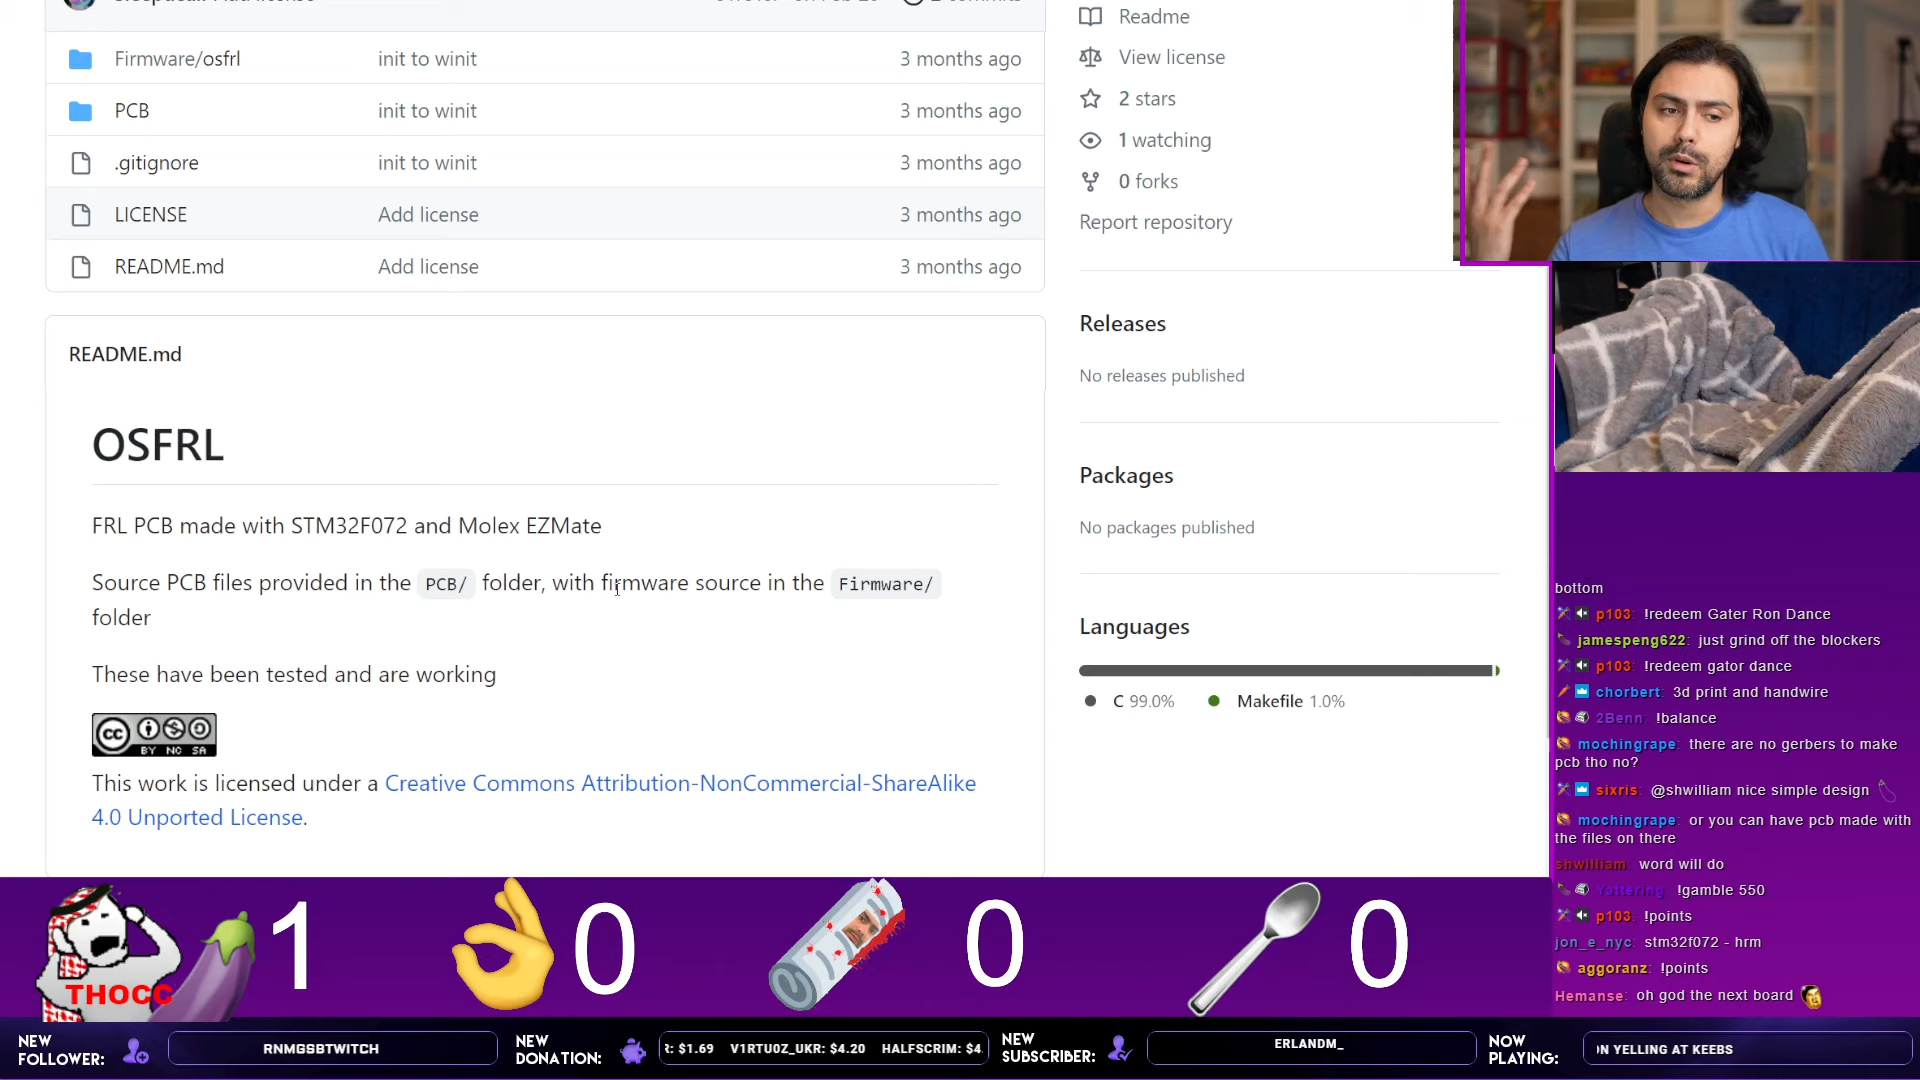 Firmware/osfrl init to winit 3 months ago
PCB init to winit 3 months ago
.gitignore init to winit 3 months ago
LICENSE Add license 3 months ago
README.md Add license 3 months ago
README.md
OSFRL
FRL PCB made with STM32F072 and Molex EZMate
Source PCB files provided in the PCB/ folder, with firmware source in the Firmware/
folder
These have been tested and are working
CC BY NC SA
This work is licensed under a Creative Commons Attribution-NonCommercial-ShareAlike
4.0 Unported License.
Readme
View license
2 stars
1 watching
0 forks
Report repository
Releases
No releases published
Packages
No packages published
Languages
C 99.0% Makefile 1.0%
bottom
p103: !redeem Gater Ron Dance
jamespeng622: just grind off the blockers
p103: !redeem gator dance
chorbert: 3d print and handwire
2Benn: !balance
mochingrape: there are no gerbers to make
pcb tho no?
sixris: @shwilliam nice simple design
mochingrape: or you can have pcb made with
the files on there
shwilliam: word will do
Yattering: !gamble 550
p103: !points
jon_e_nyc: stm32f072 - hrm
aggoranz: !points
Hemanse: oh god the next board
THOCC 1 0 0 0
NEW
FOLLOWER: RNMGSBTWITCH
NEW
DONATION: : $1.69 V1RTU0Z_UKR: $4.20 HALFSCRIM: $4
NEW
SUBSCRIBER: ERLANDM_
NOW
PLAYING: N YELLING AT KEEBS